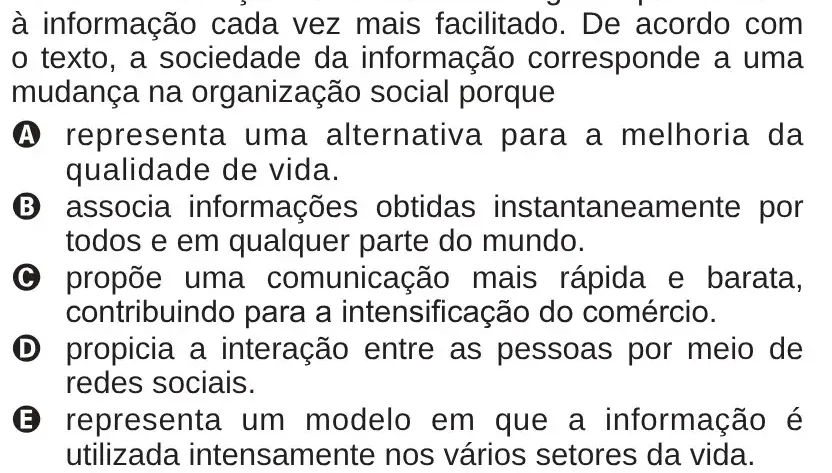 à informação cada vez mais facilitado. De acordo com
o texto, a sociedade da informação corresponde a uma
mudança na organização social porque
A representa uma alternativa para a melhoria da
qualidade de vida.
B associa informações obtidas instantaneamente por
todos e em qualquer parte do mundo.
C propõe uma comunicação mais rápida e barata,
contribuindo para a intensificação do comércio.
D propicia a interação entre as pessoas por meio de
redes sociais.
E representa um modelo em que a informação é
utilizada intensamente nos vários setores da vida.